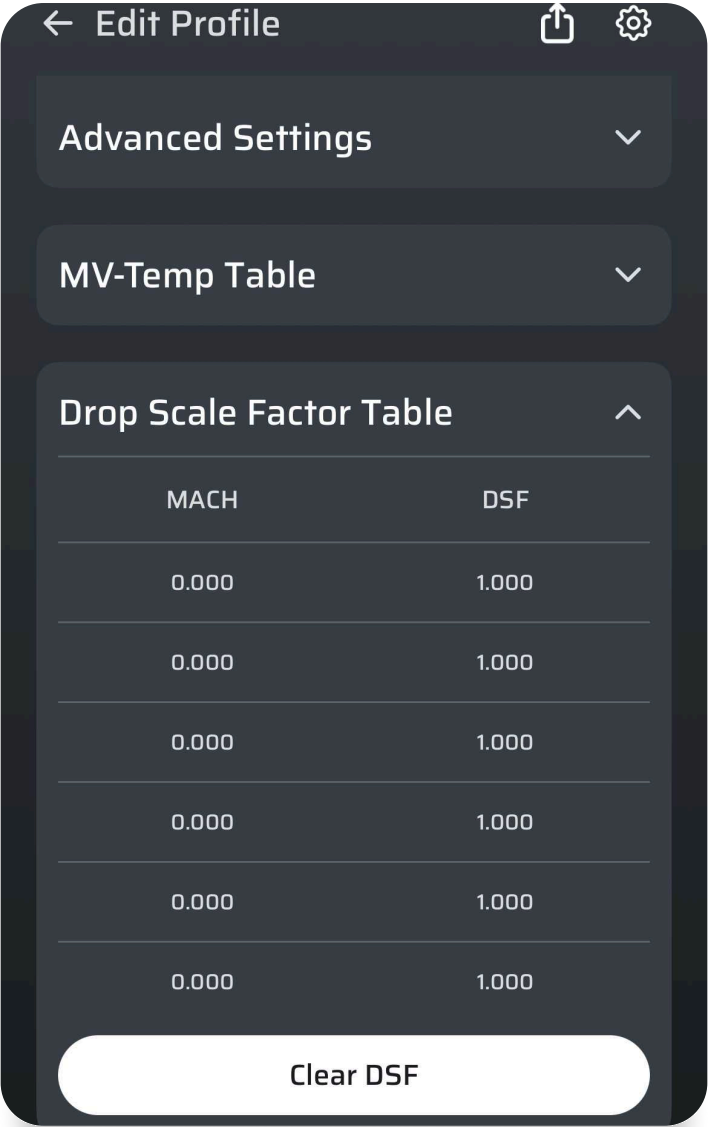 Edit Profile
Advanced Settings
MV-Temp Table
Drop Scale Factor Table
MACH DSF
0.000 1.000
0.000 1.000
0.000 1.000
0.000 1.000
0.000 1.000
0.000 1.000
Clear DSF